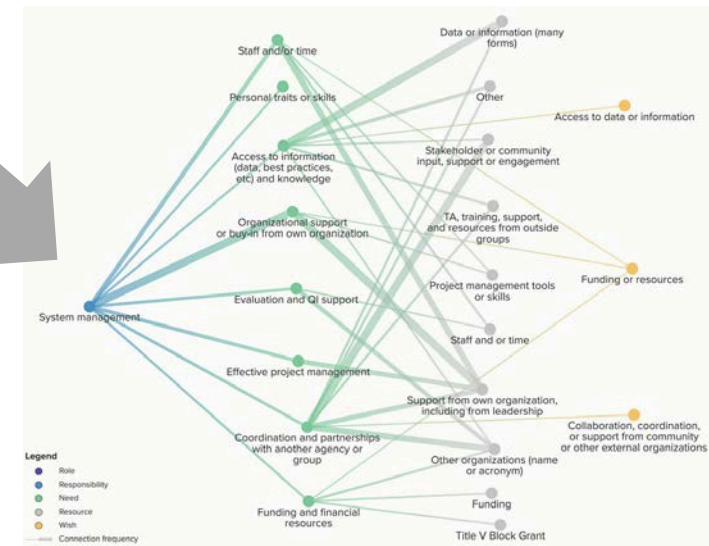 Staff and/or time
Personal traits or skills
Access to information
(data, best practices,
etc) and knowledge
Organizational support
or buy-in from own organization
Evaluation and QI support
System management
Effective project management
Coordination and partnerships
with another agency or
group
Funding and financial
resources
Data or information (many
forms)
Other
Stakeholder or community
input, support or engagement
TA, training, support,
and resources from outside
groups
Project management tools
or skills
Staff and or time
Support from own organization,
including from leadership
Other organizations (name
or acronym)
Funding
Title V Block Grant
Access to data or information
Funding or resources
Collaboration, coordination,
or support from community
or other external organizations
Legend
Role
Responsibility
Need
Resource
Wish
Connection frequency